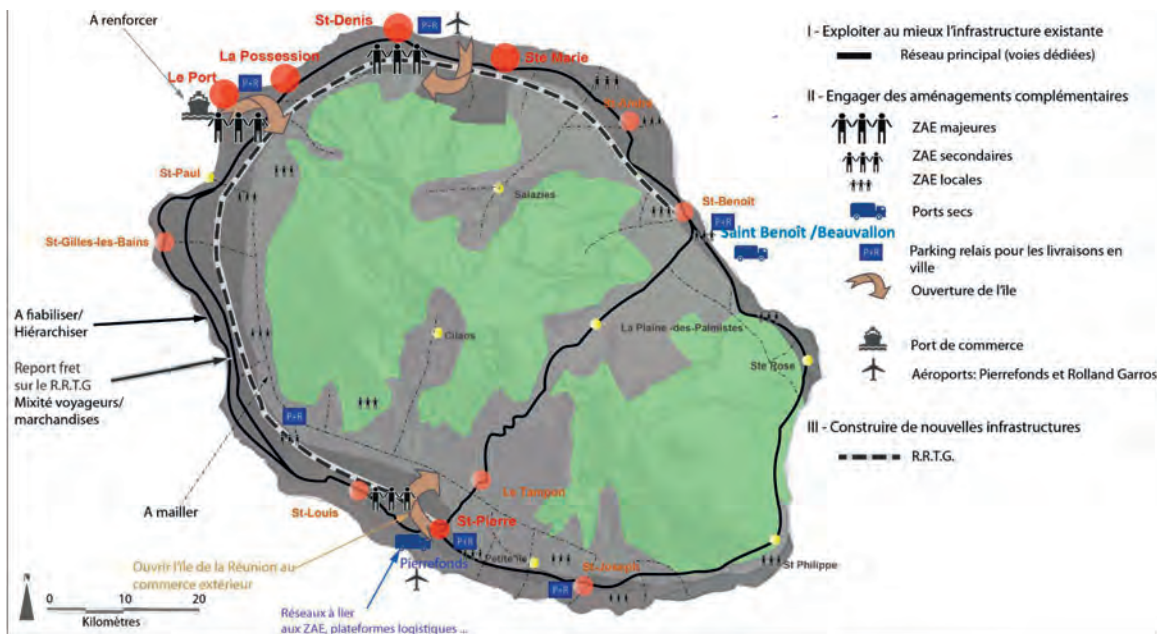 A renforcer
St-Denis
P+R
La Possession
Ste Marie
Le Port
P+R
St-Paul
Salazies
St-Gilles-les-Bains
St-Benoit
P+R
Saint Benoît /Beauvallon
A fiabiliser/
Hiérarchiser
Cilaos
La Plaine -des-Palmistes
Ste Rose
Report fret
sur le R.R.T.G
Mixité voyageurs/
marchandises
P+R
A mailler
St-Louis
Le Tampon
St-Pierre
P+R
Pierrefonds
Petite île
St-Joseph
P+R
St Philippe
Ouvrir l'île de la Réunion au
commerce extérieur
Réseaux à lier
aux ZAE, plateformes logistiques ...
N
0 10 20
Kilomètres
I - Exploiter au mieux l'infrastructure existante
Réseau principal (voies dédiées)
II - Engager des aménagements complémentaires
ZAE majeures
ZAE secondaires
ZAE locales
Ports secs
P+R
Parking relais pour les livraisons en
ville
Ouverture de l'île
Port de commerce
Aéroports: Pierrefonds et Rolland Garros
III - Construire de nouvelles infrastructures
R.R.T.G.